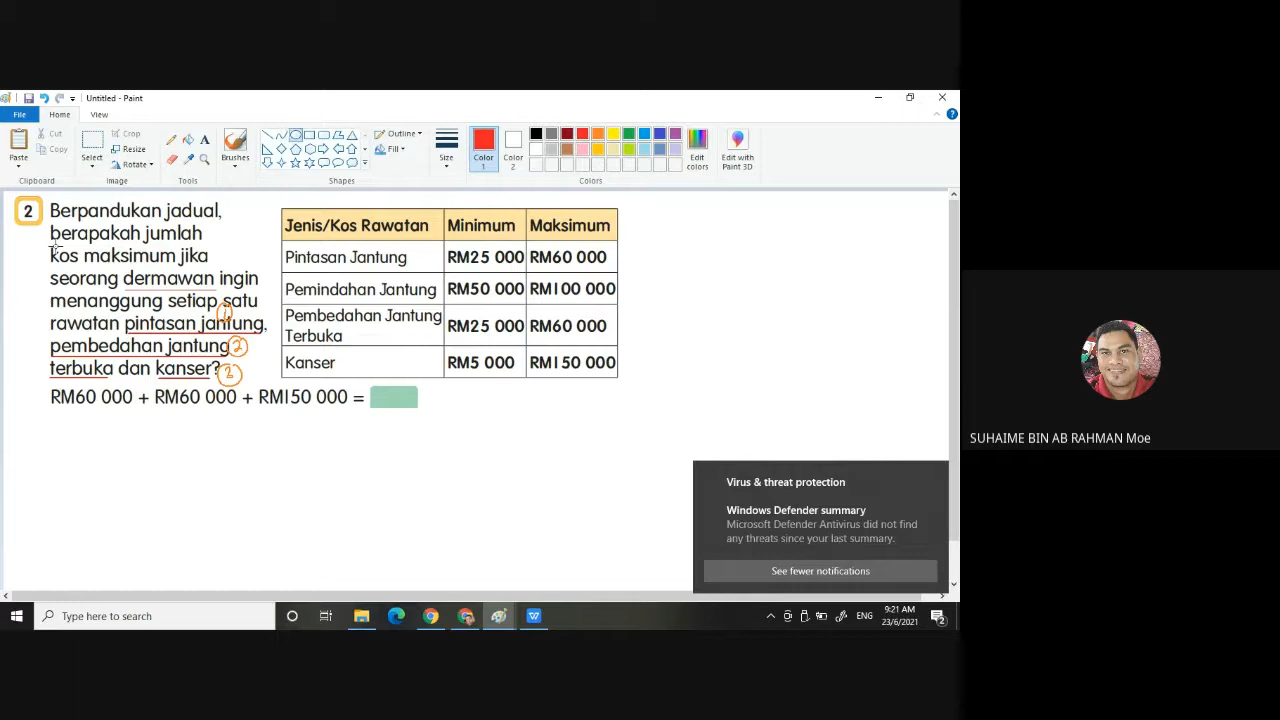 Untitled - Paint
File Home View
Paste
Cut
Copy
Clipboard
Select
Crop
Resize
Rotate
Image
Tools
Brushes
Shapes
Outline
Fill
Size
Color 1
Color 2
Edit colors
Colors
Edit with Paint 3D
2 Berpandukan jadual,
berapakah jumlah
kos maksimum jika
seorang dermawan ingin
menanggung setiap satu
rawatan pintasan jantung,
pembedahan jantung
terbuka dan kanser?
1
2
3
Jenis/Kos Rawatan Minimum Maksimum
Pintasan Jantung RM25 000 RM60 000
Pemindahan Jantung RM50 000 RM100 000
Pembedahan Jantung
Terbuka RM25 000 RM60 000
Kanser RM5 000 RM150 000
RM60 000 + RM60 000 + RM150 000 =
Virus & threat protection
Windows Defender summary
Microsoft Defender Antivirus did not find
any threats since your last summary.
See fewer notifications
Type here to search
ENG
9:21 AM
23/6/2021
2
SUHAIME BIN AB RAHMAN Moe